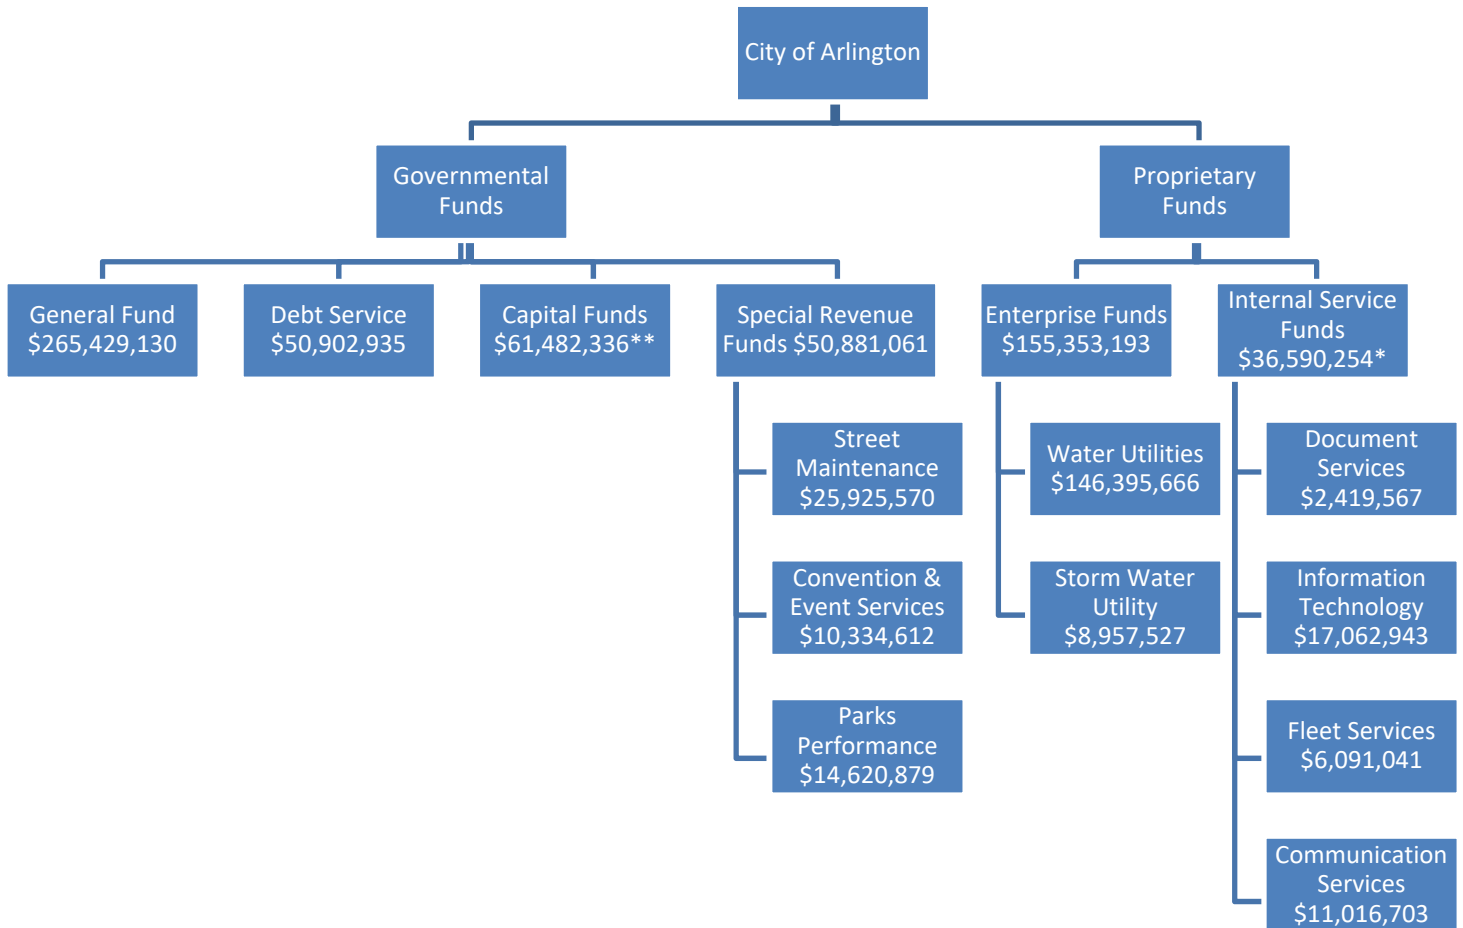 City of Arlington
Governmental
Funds
Proprietary
Funds
General Fund
$265,429,130
Debt Service
$50,902,935
Capital Funds
$61,482,336**
Special Revenue
Funds $50,881,061
Enterprise Funds
$155,353,193
Internal Service
Funds
$36,590,254*
Street
Maintenance
$25,925,570
Convention &
Event Services
$10,334,612
Parks
Performance
$14,620,879
Water Utilities
$146,395,666
Storm Water
Utility
$8,957,527
Document
Services
$2,419,567
Information
Technology
$17,062,943
Fleet Services
$6,091,041
Communication
Services
$11,016,703